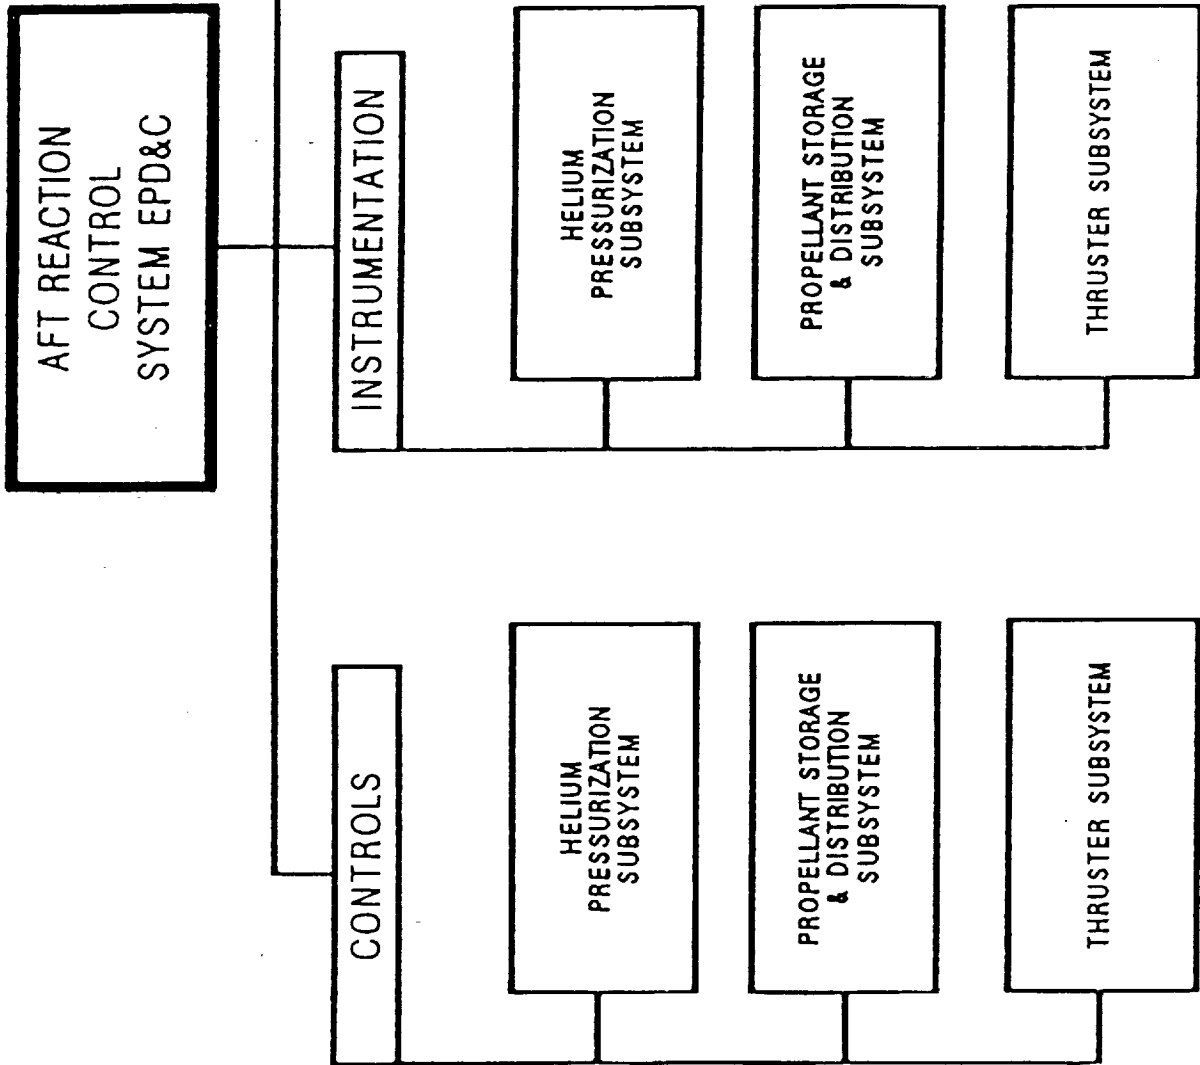 AFT REACTION
CONTROL
SYSTEM EPD&C
CONTROLS
HELIUM
PRESSURIZATION
SUBSYSTEM
PROPELLANT STORAGE
& DISTRIBUTION
SUBSYSTEM
THRUSTER SUBSYSTEM
INSTRUMENTATION
HELIUM
PRESSURIZATION
SUBSYSTEM
PROPELLANT STORAGE
& DISTRIBUTION
SUBSYSTEM
THRUSTER SUBSYSTEM